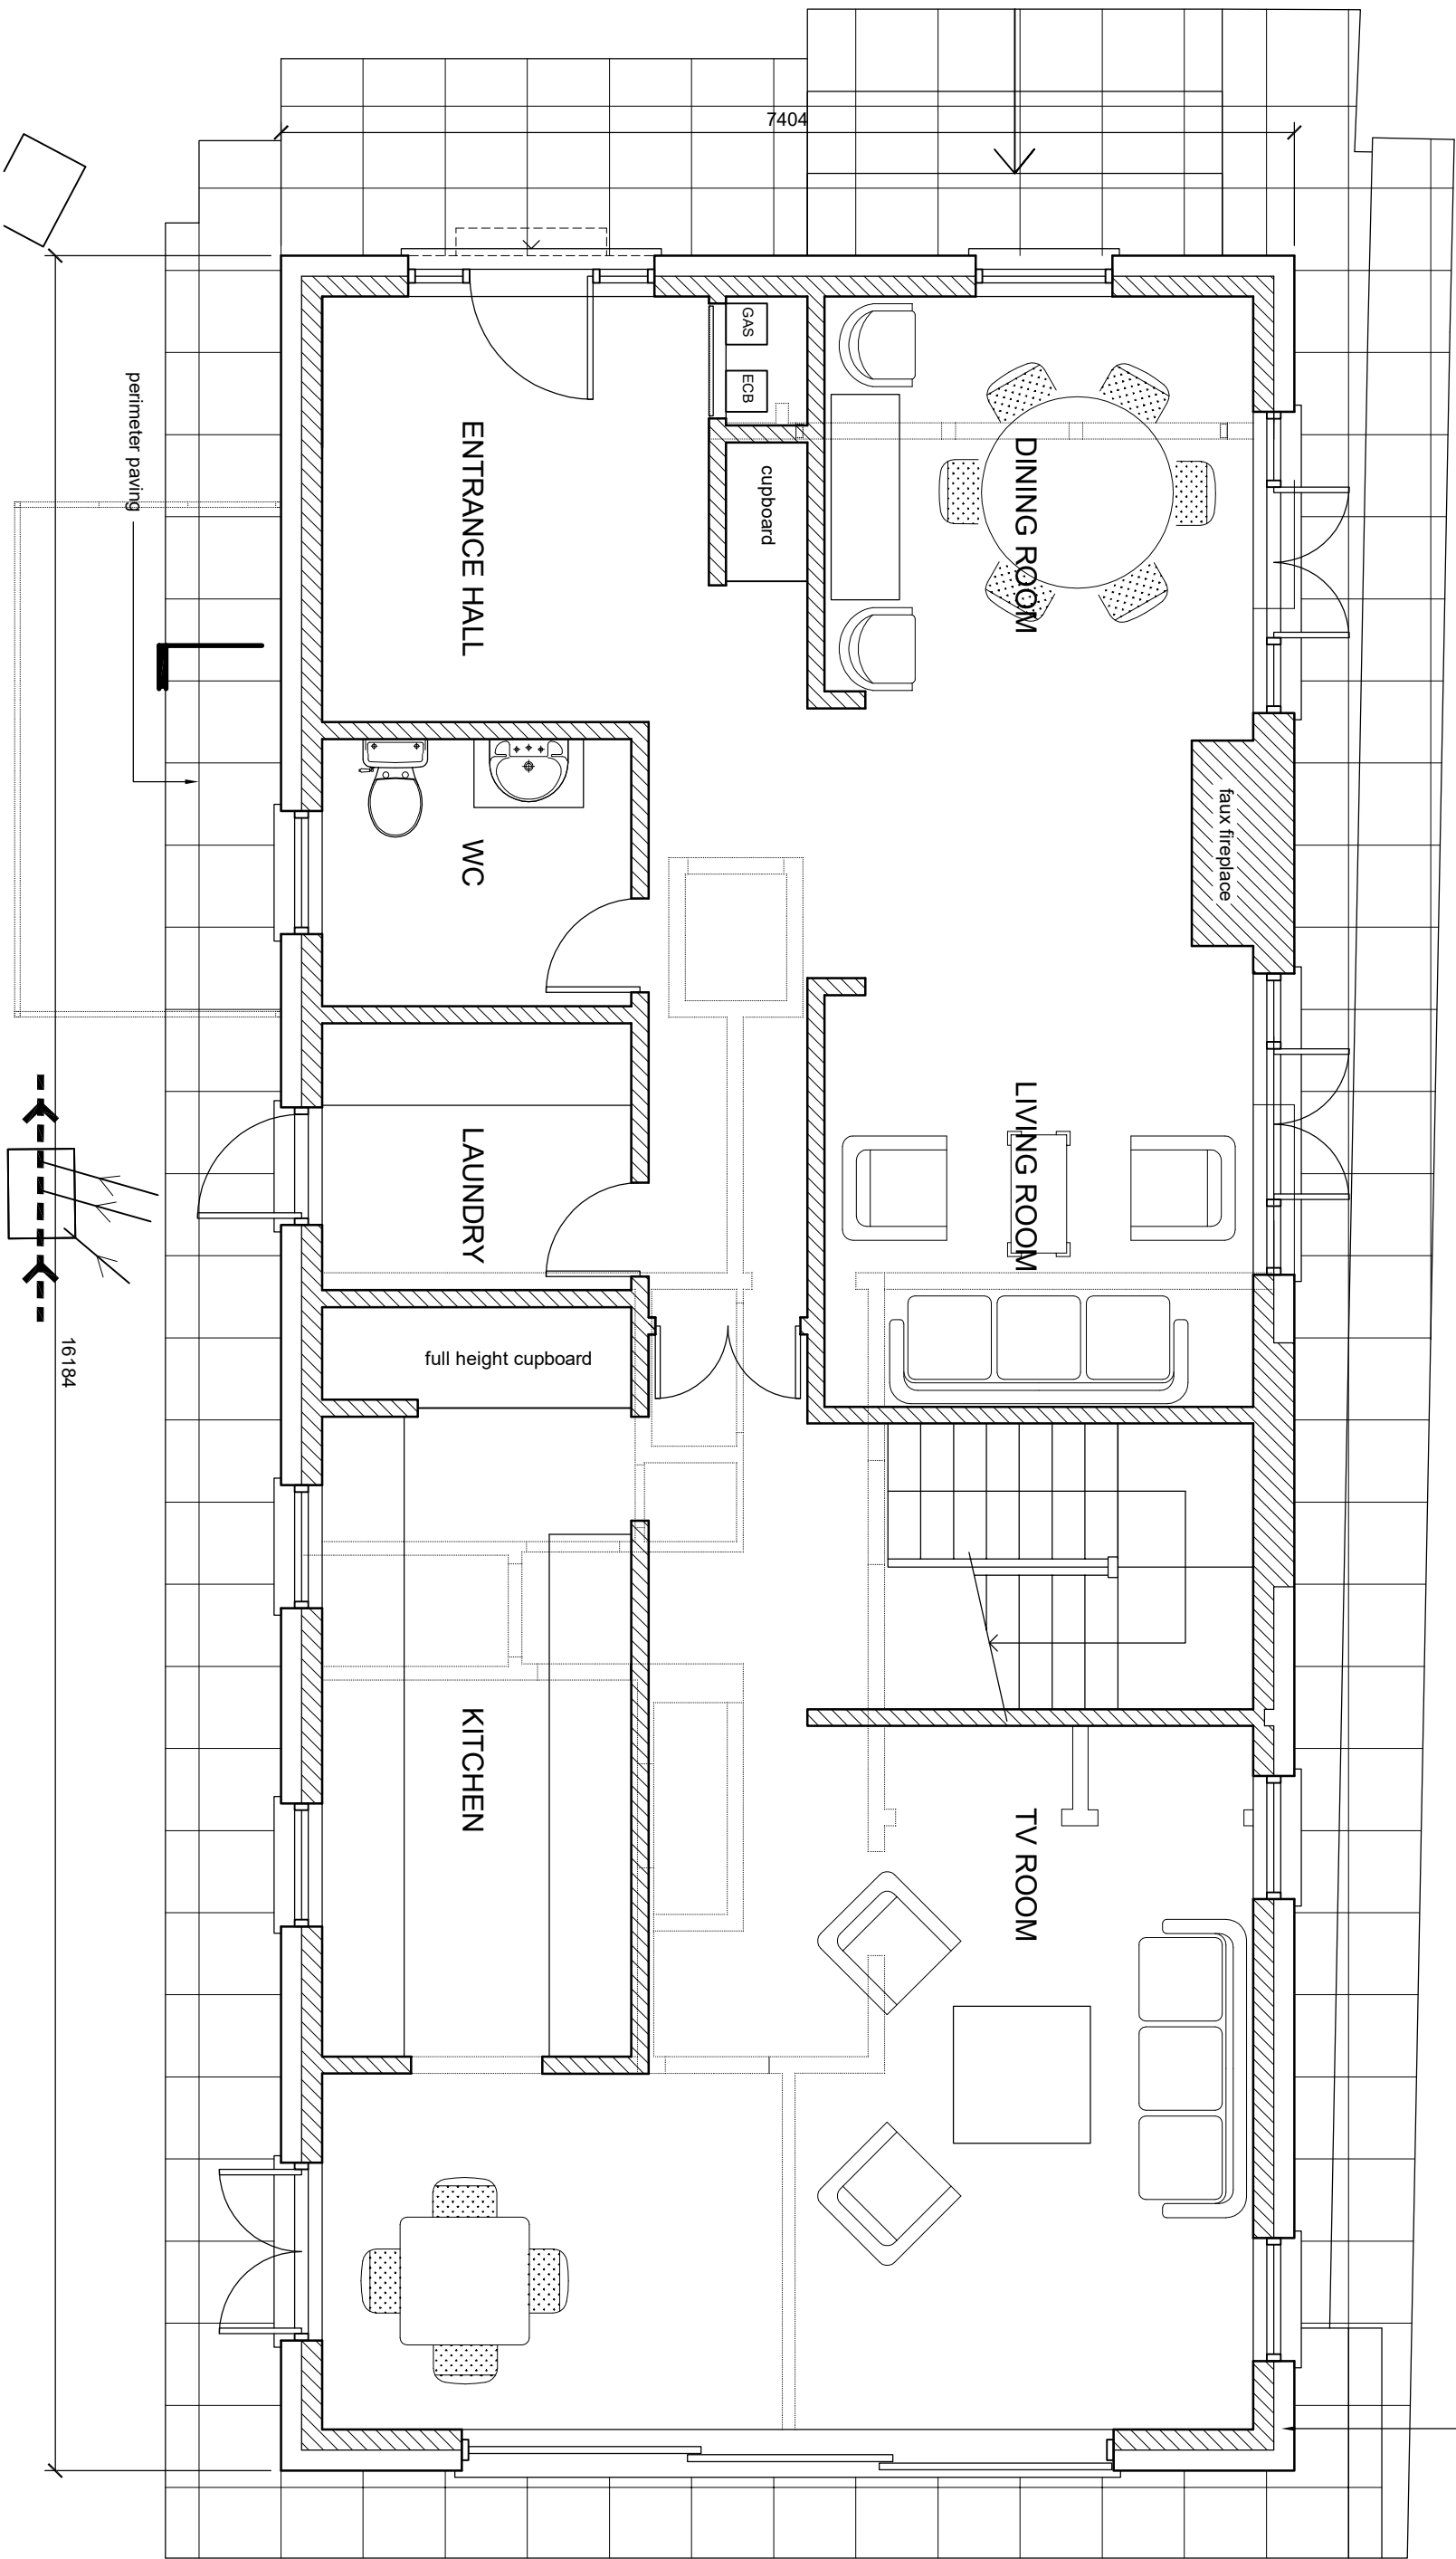 7404
GAS
ECB
perimeter paving
ENTRANCE HALL
cupboard
DINING ROOM
faux fireplace
WC
LIVING ROOM
LAUNDRY
16184
full height cupboard
KITCHEN
TV ROOM